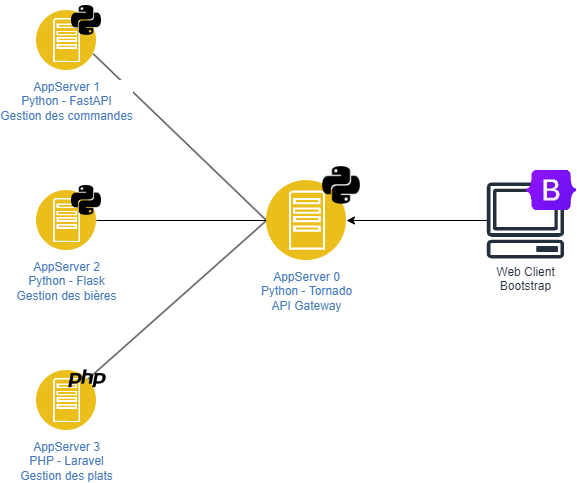 AppServer 1
Python - FastAPI
Gestion des commandes
AppServer 2
Python - Flask
Gestion des bières
php
AppServer 3
PHP - Laravel
Gestion des plats
AppServer 0
Python - Tornado
API Gateway
B
Web Client
Bootstrap